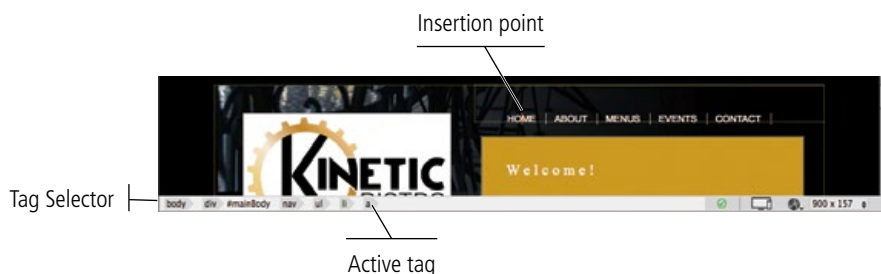 Insertion point
HOME | ABOUT | MENUS | EVENTS | CONTACT |
KINETIC
BISTRO
Welcome!
Tag Selector
body div #mainBody nav ul li a
900 x 157
Active tag